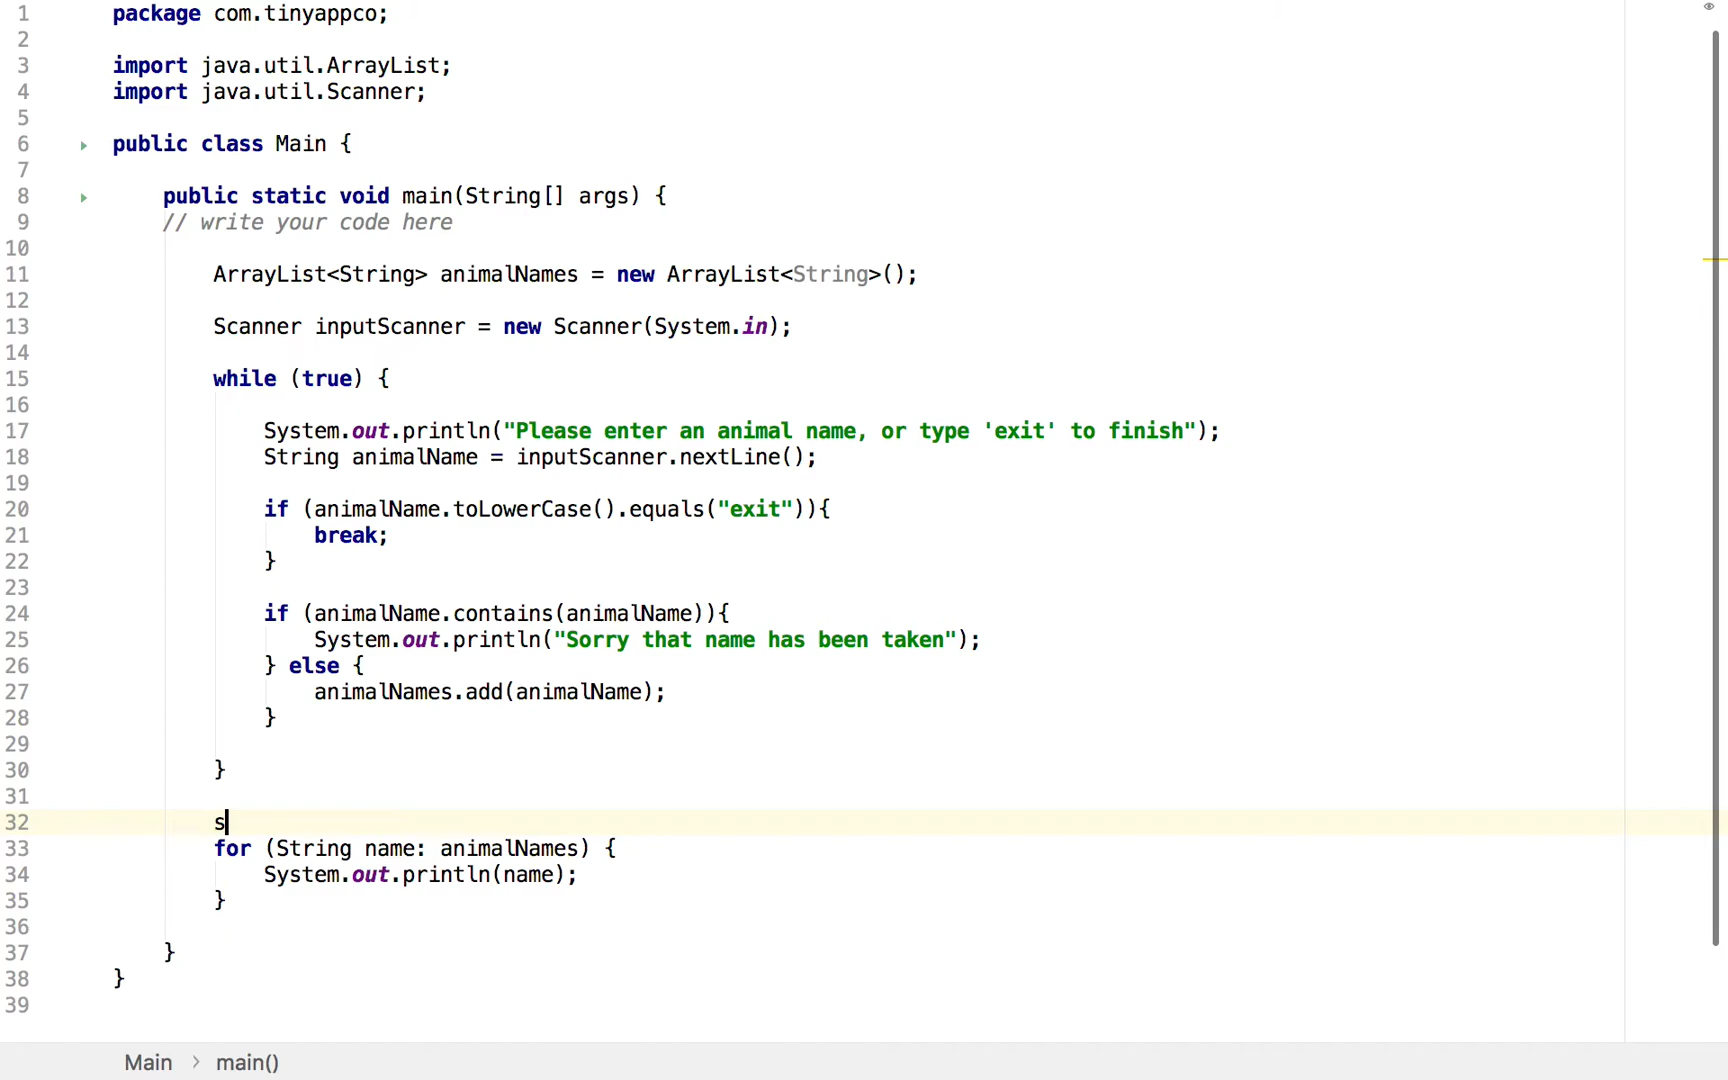 1 package com.tinyappco;
2
3 import java.util.ArrayList;
4 import java.util.Scanner;
5
6 public class Main {
7
8 public static void main(String[] args) {
9 // write your code here
10
11 ArrayList<String> animalNames = new ArrayList<String>();
12
13 Scanner inputScanner = new Scanner(System.in);
14
15 while (true) {
16
17 System.out.println("Please enter an animal name, or type 'exit' to finish");
18 String animalName = inputScanner.nextLine();
19
20 if (animalName.toLowerCase().equals("exit")){
21 break;
22 }
23
24 if (animalName.contains(animalName)){
25 System.out.println("Sorry that name has been taken");
26 } else {
27 animalNames.add(animalName);
28 }
29
30 }
31
32 s
33 for (String name: animalNames) {
34 System.out.println(name);
35 }
36
37 }
38 }
39
Main > main()